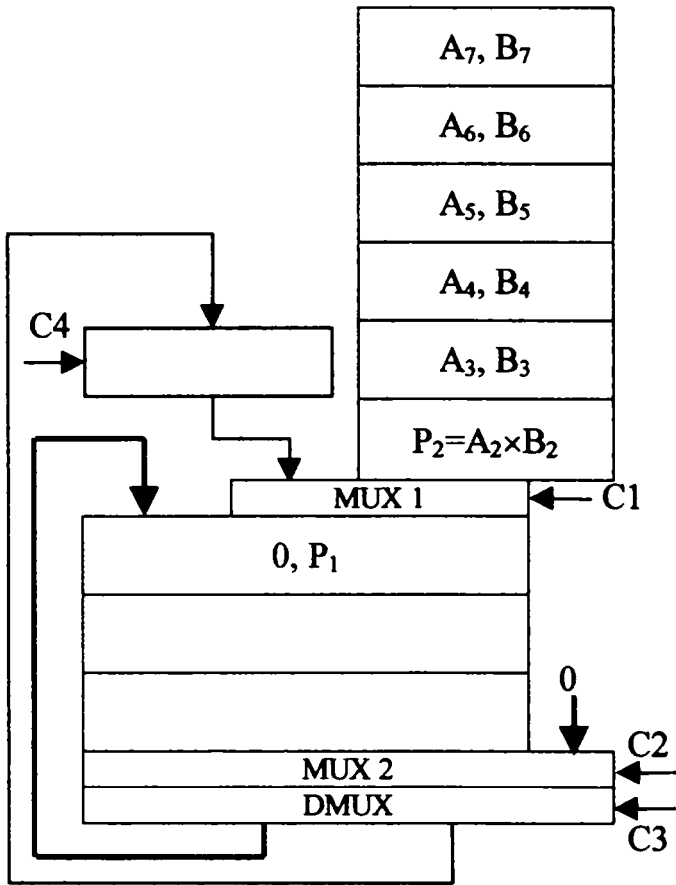 A₇, B₇
A₆, B₆
A₅, B₅
A₄, B₄
C4
A₃, B₃
P₂=A₂×B₂
MUX 1
C1
0, P₁
0
MUX 2
C2
DMUX
C3